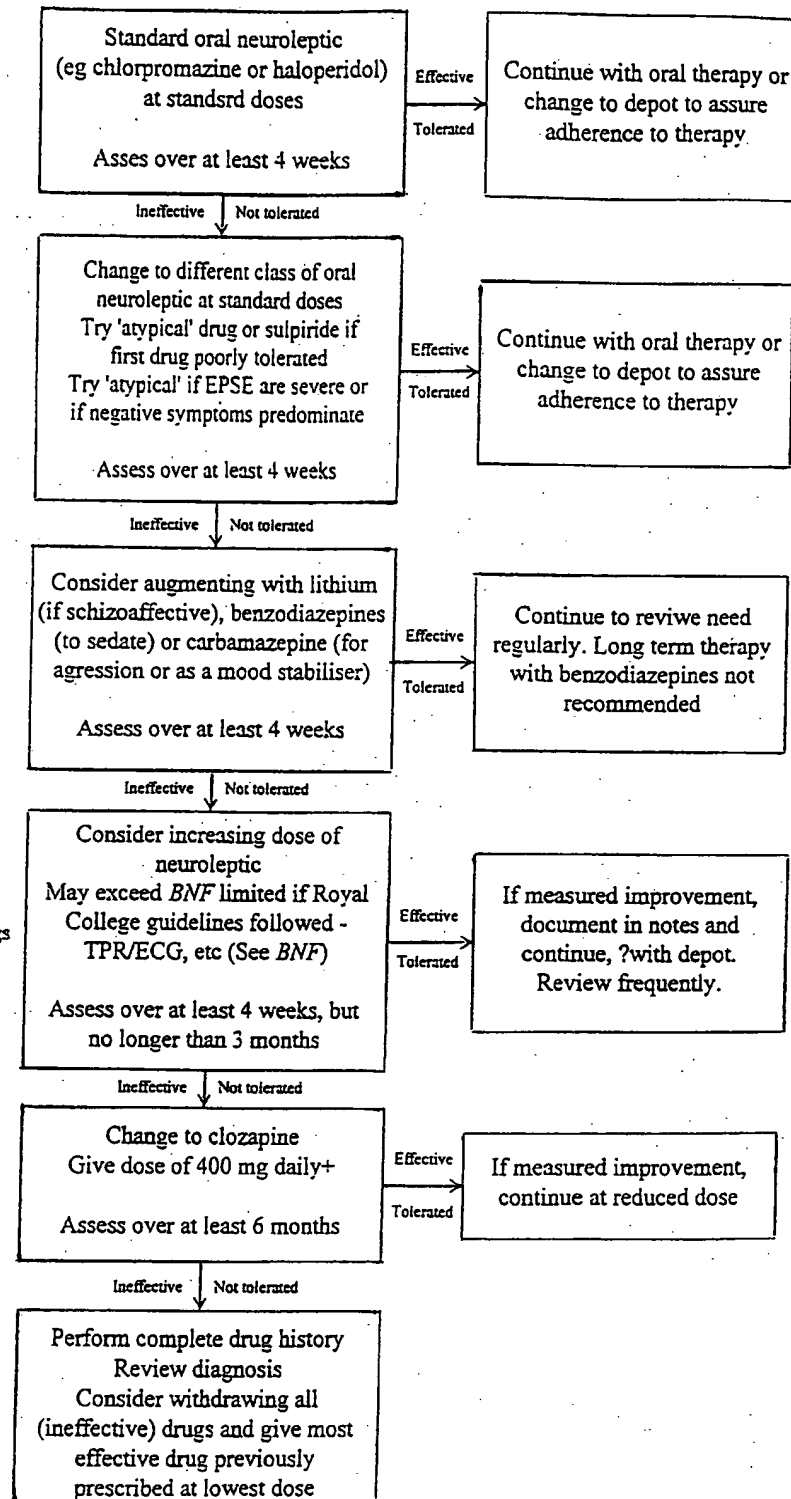 Standard oral neuroleptic
(eg chlorpromazine or haloperidol)
at standsrd doses
Asses over at least 4 weeks
Effective
Tolerated
Continue with oral therapy or
change to depot to assure
adherence to therapy
Ineffective Not tolerated
Change to different class of oral
neuroleptic at standard doses
Try 'atypical' drug or sulpiride if
first drug poorly tolerated
Try 'atypical' if EPSE are severe or
if negative symptoms predominate
Assess over at least 4 weeks
Effective
Tolerated
Continue with oral therapy or
change to depot to assure
adherence to therapy
Ineffective Not tolerated
Consider augmenting with lithium
(if schizoaffective), benzodiazepines
(to sedate) or carbamazepine (for
agression or as a mood stabiliser)
Assess over at least 4 weeks
Effective
Tolerated
Continue to reviwe need
regularly. Long term therapy
with benzodiazepines not
recommended
Ineffective Not tolerated
Consider increasing dose of
neuroleptic
May exceed BNF limited if Royal
College guidelines followed -
TPR/ECG, etc (See BNF)
Assess over at least 4 weeks, but
no longer than 3 months
Effective
Tolerated
If measured improvement,
document in notes and
continue, ?with depot.
Review frequently.
Ineffective Not tolerated
Change to clozapine
Give dose of 400 mg daily+
Assess over at least 6 months
Effective
Tolerated
If measured improvement,
continue at reduced dose
Ineffective Not tolerated
Perform complete drug history
Review diagnosis
Consider withdrawing all
(ineffective) drugs and give most
effective drug previously
prescribed at lowest dose